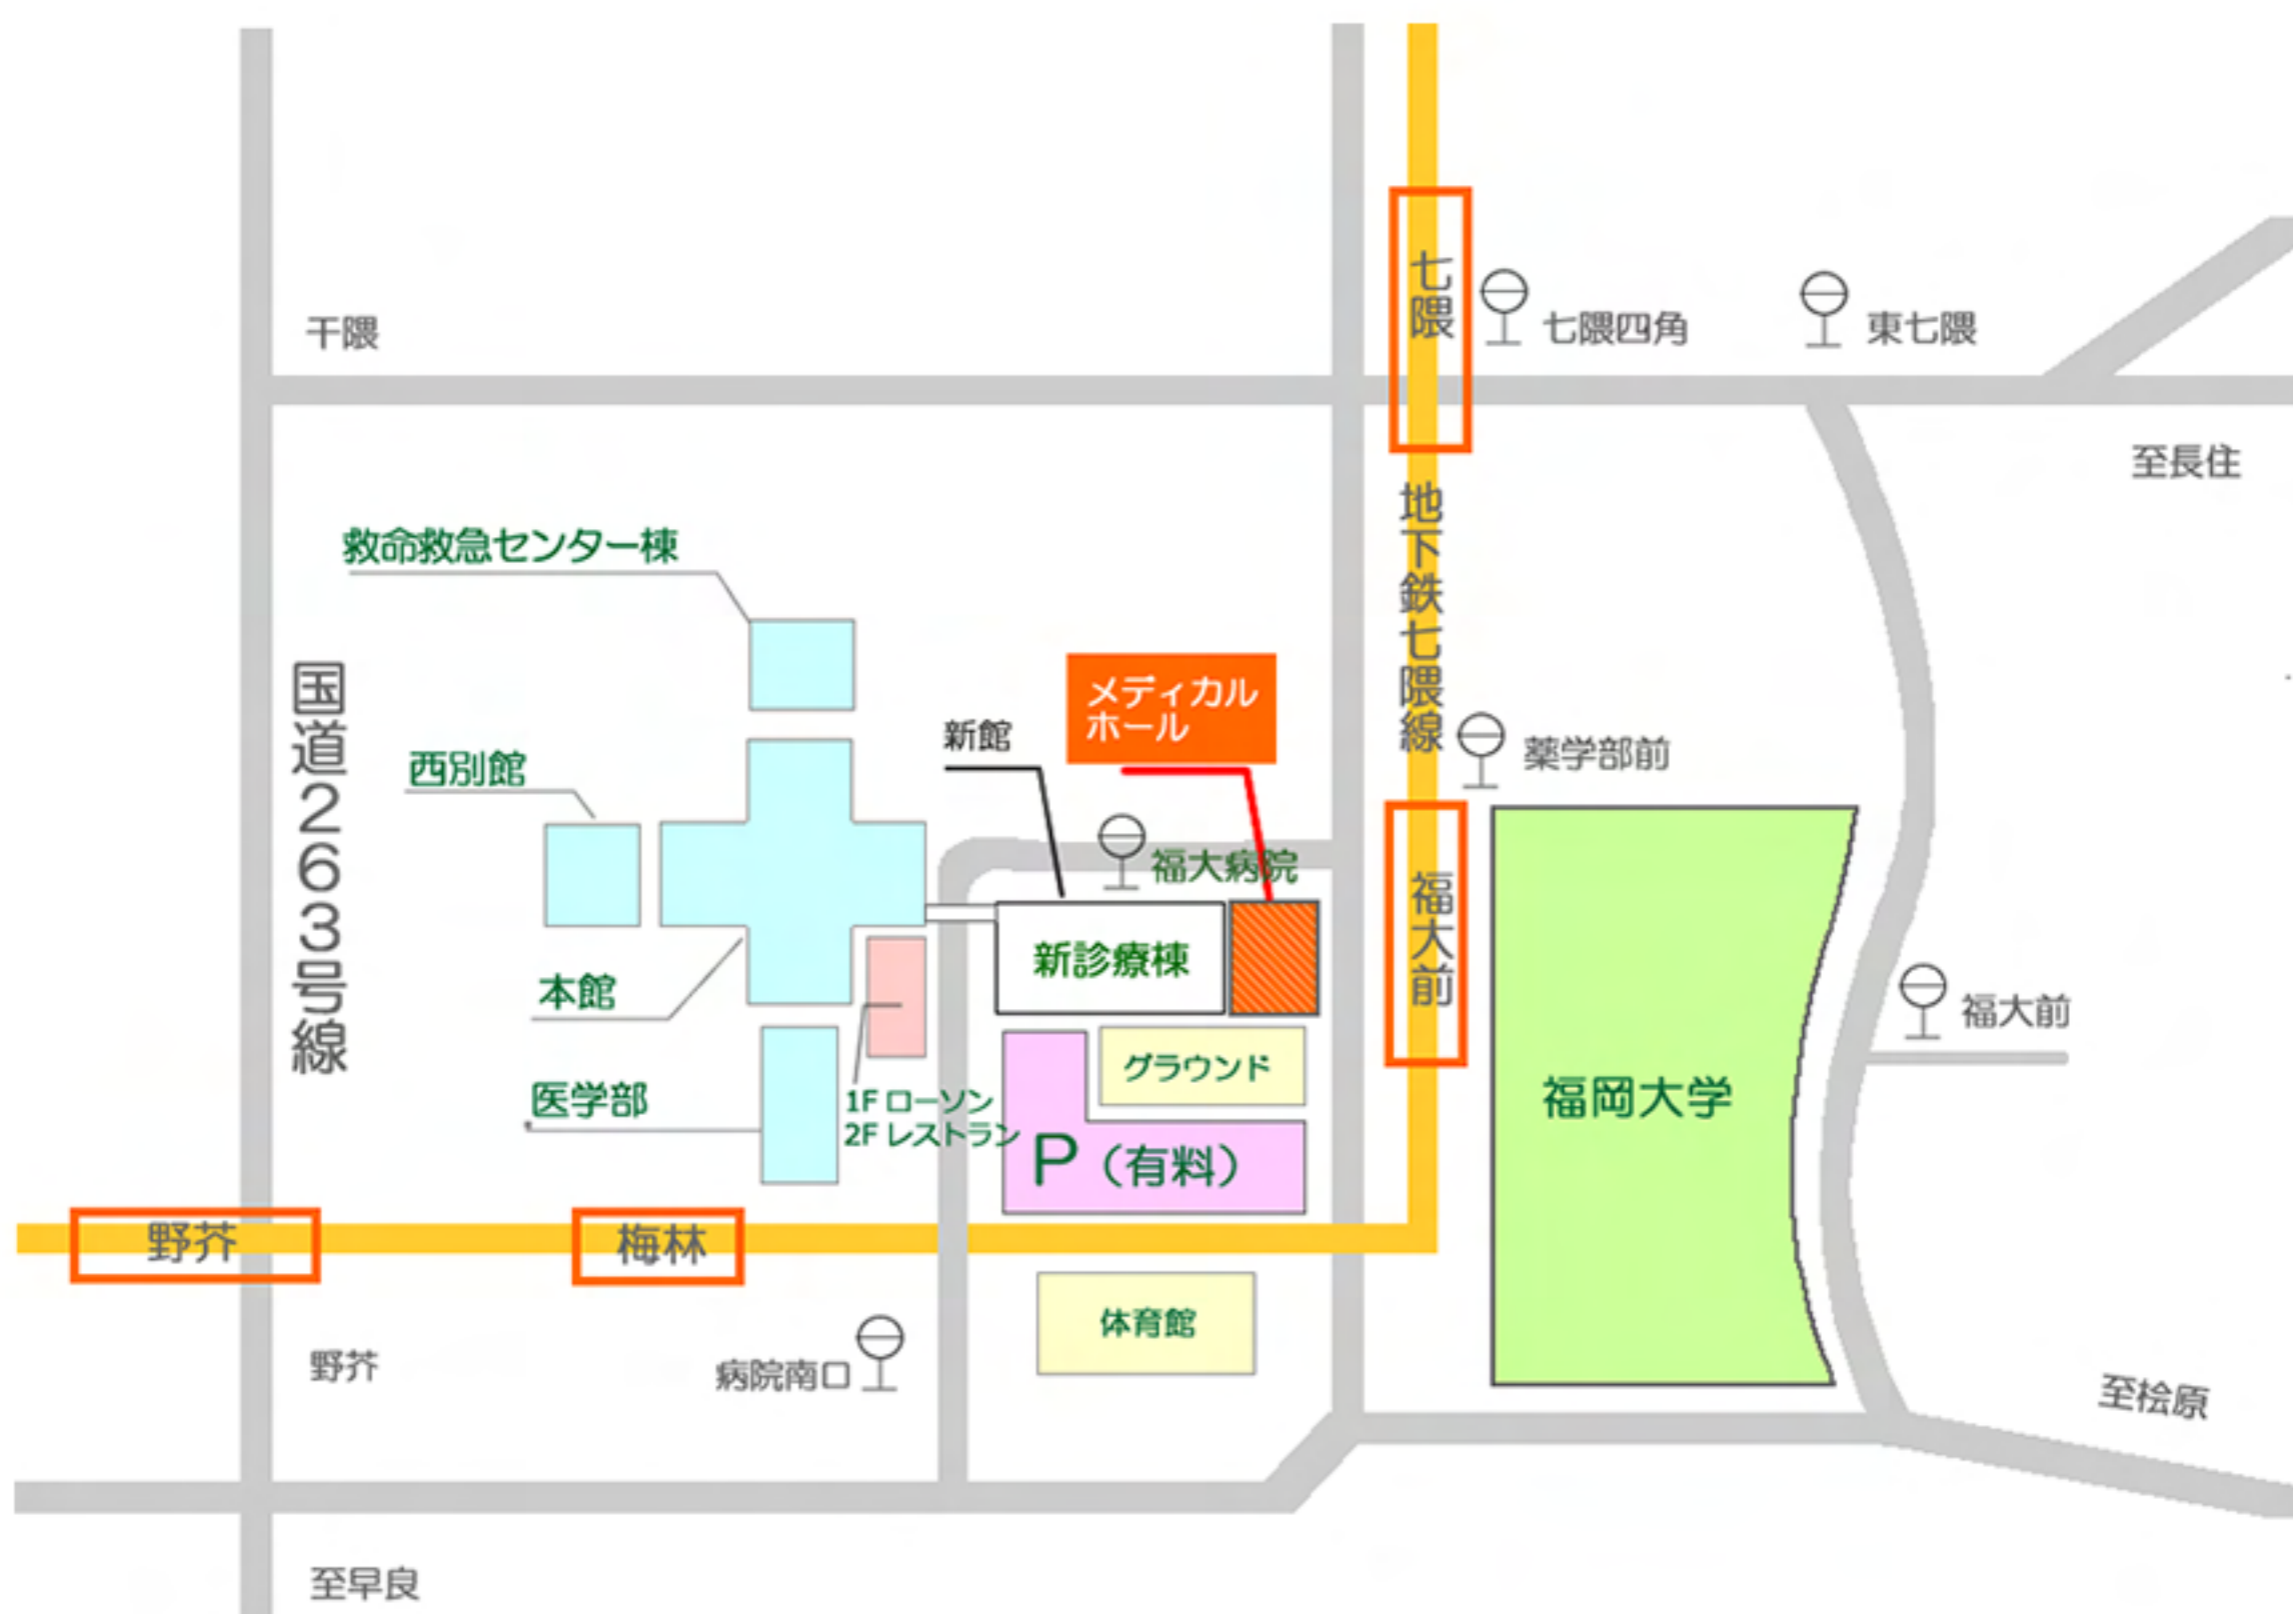 七隈
七隈四角
東七隈
干隈
至長住
地下鉄七隈線
救命救急センター棟
国道263号線
メディカル
ホール
新館
薬学部前
西別館
福大病院
福大前
新診療棟
本館
福大前
グラウンド
医学部
1F ローソン
2F レストラン
P（有料）
福岡大学
野芥
梅林
体育館
野芥
病院南口
至桧原
至早良